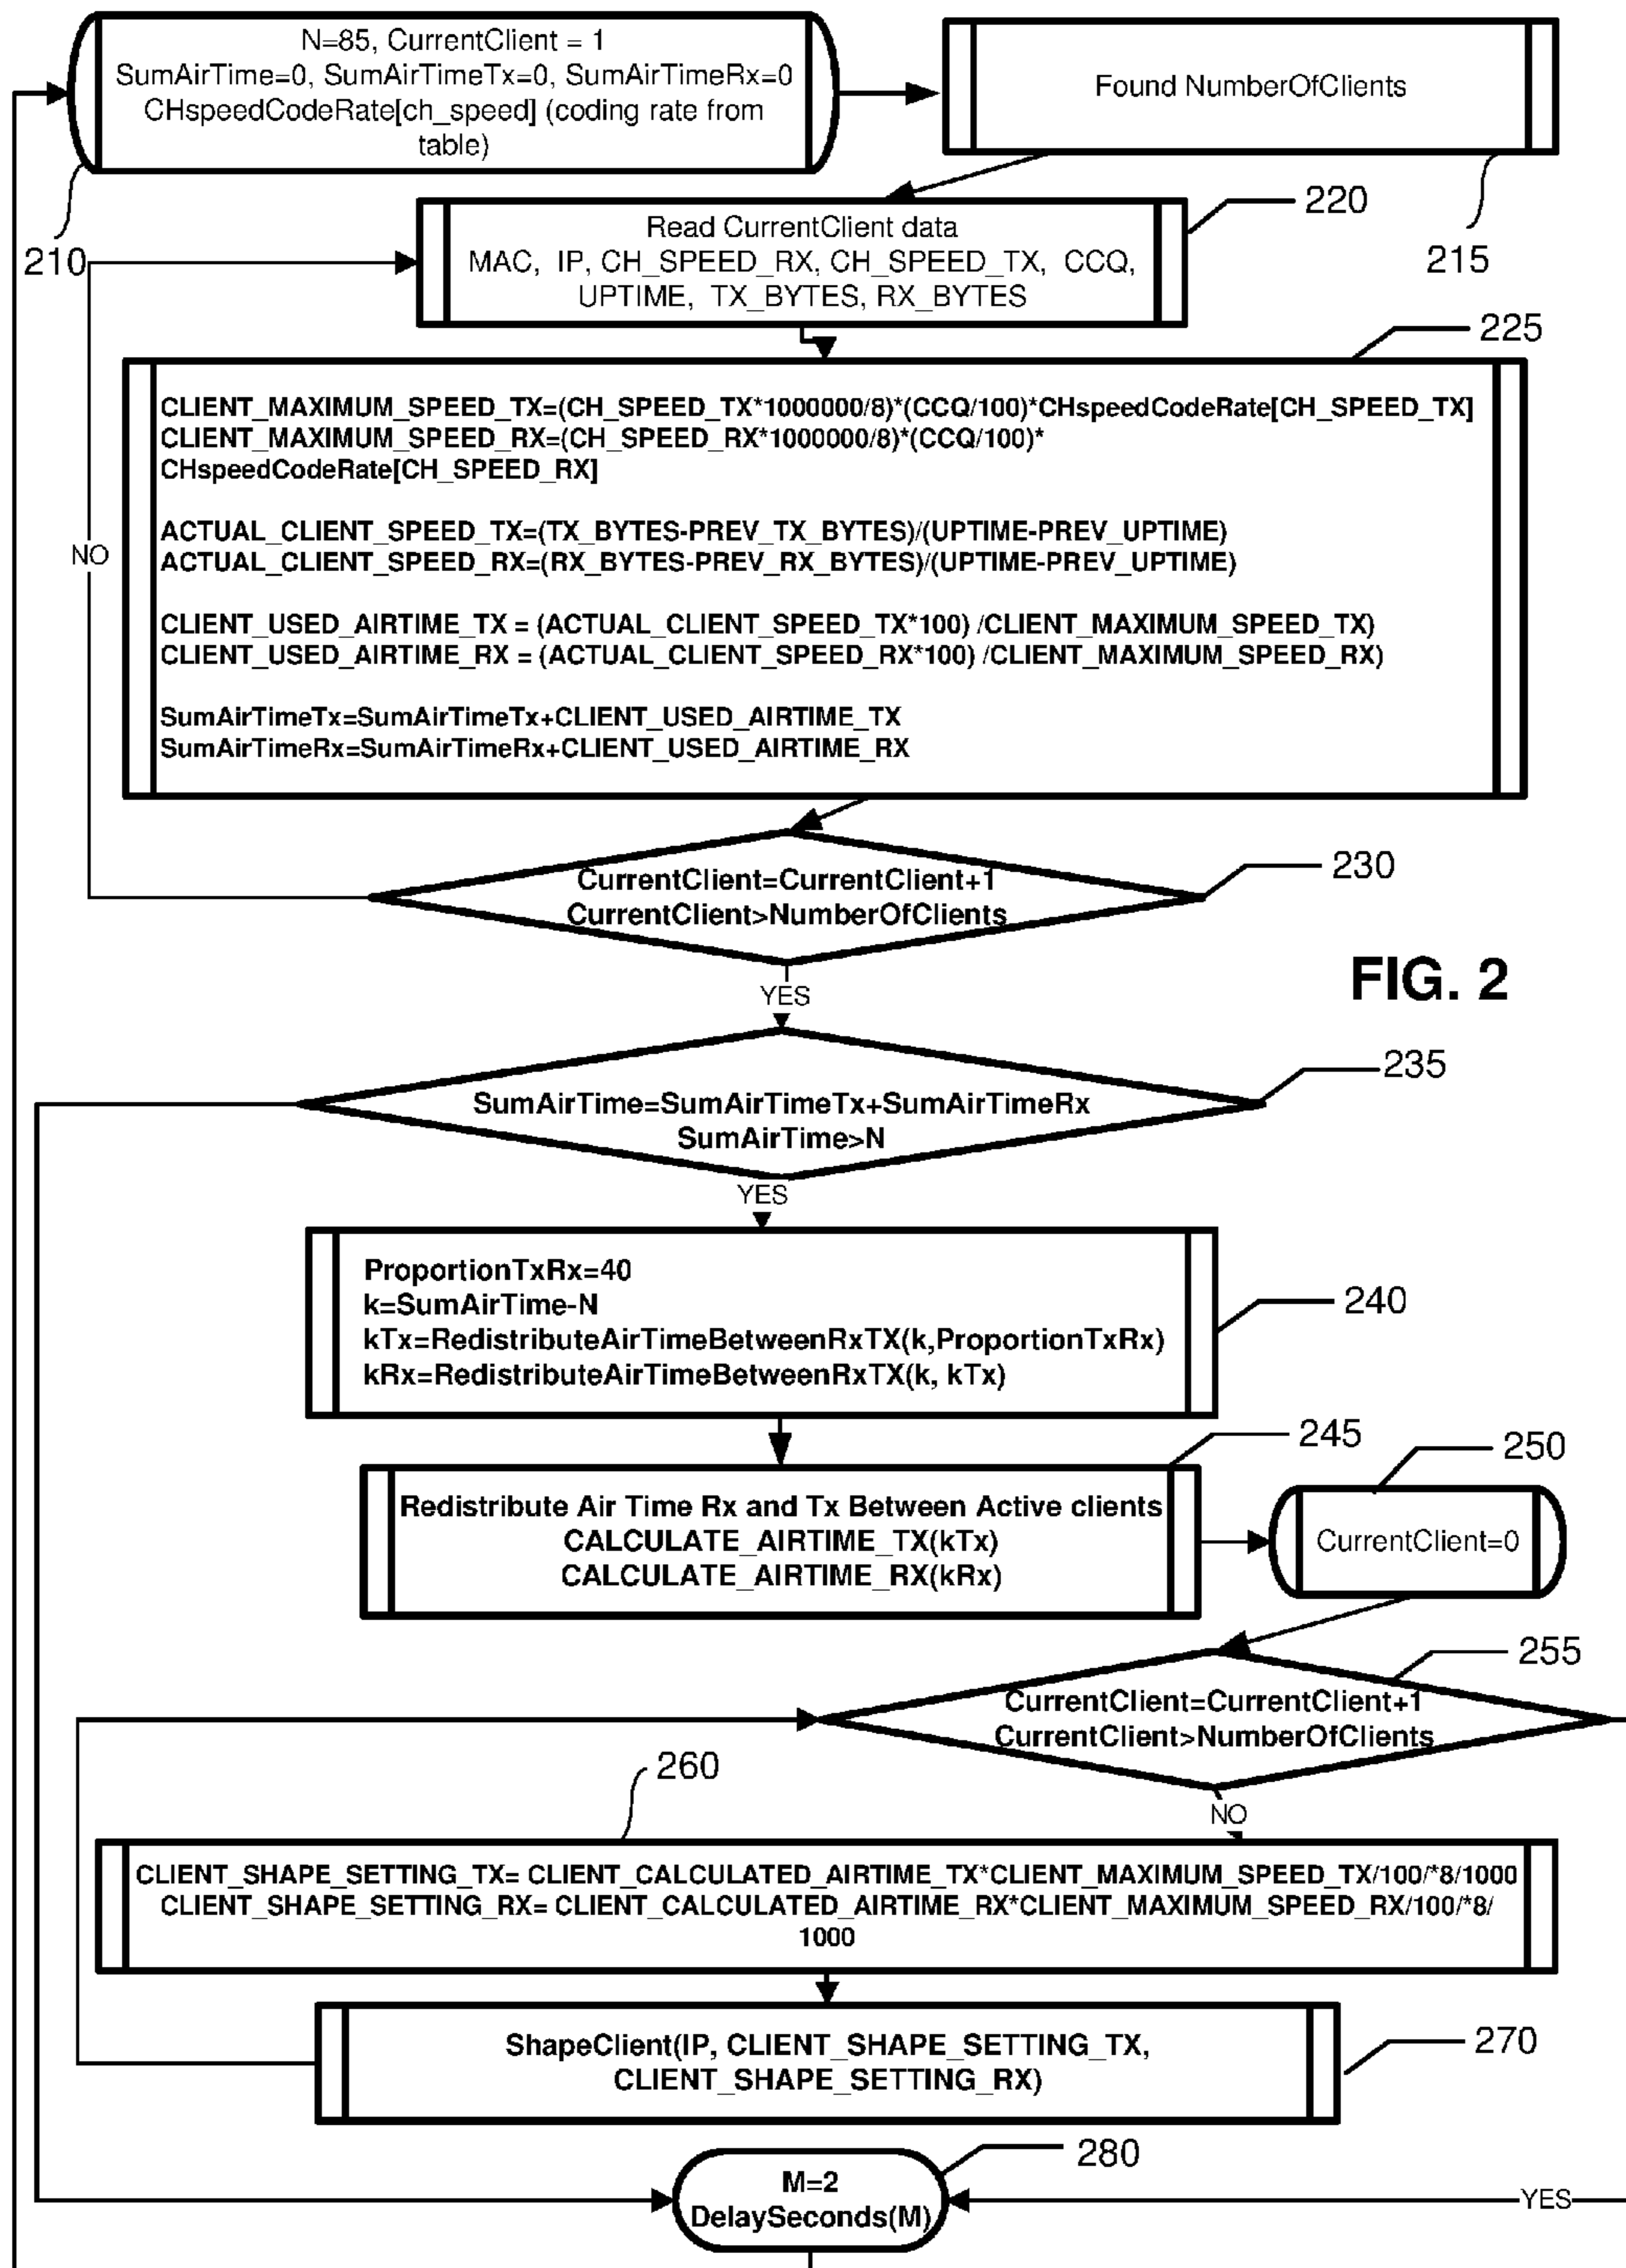 N=85, CurrentClient = 1
SumAirTime=0, SumAirTimeTx=0, SumAirTimeRx=0
CHspeedCodeRate[ch_speed] (coding rate from
table)
210
Found NumberOfClients
215
Read CurrentClient data
MAC, IP, CH_SPEED_RX, CH_SPEED_TX, CCQ,
UPTIME, TX_BYTES, RX_BYTES
220
225
CLIENT_MAXIMUM_SPEED_TX=(CH_SPEED_TX*1000000/8)*(CCQ/100)*CHspeedCodeRate[CH_SPEED_TX]
CLIENT_MAXIMUM_SPEED_RX=(CH_SPEED_RX*1000000/8)*(CCQ/100)*
CHspeedCodeRate[CH_SPEED_RX]
ACTUAL_CLIENT_SPEED_TX=(TX_BYTES-PREV_TX_BYTES)/(UPTIME-PREV_UPTIME)
ACTUAL_CLIENT_SPEED_RX=(RX_BYTES-PREV_RX_BYTES)/(UPTIME-PREV_UPTIME)
CLIENT_USED_AIRTIME_TX = (ACTUAL_CLIENT_SPEED_TX*100) /CLIENT_MAXIMUM_SPEED_TX)
CLIENT_USED_AIRTIME_RX = (ACTUAL_CLIENT_SPEED_RX*100) /CLIENT_MAXIMUM_SPEED_RX)
SumAirTimeTx=SumAirTimeTx+CLIENT_USED_AIRTIME_TX
SumAirTimeRx=SumAirTimeRx+CLIENT_USED_AIRTIME_RX
NO
CurrentClient=CurrentClient+1
CurrentClient>NumberOfClients
230
FIG. 2
YES
SumAirTime=SumAirTimeTx+SumAirTimeRx
SumAirTime>N
235
YES
ProportionTxRx=40
k=SumAirTime-N
kTx=RedistributeAirTimeBetweenRxTX(k,ProportionTxRx)
kRx=RedistributeAirTimeBetweenRxTX(k, kTx)
240
245
Redistribute Air Time Rx and Tx Between Active clients
CALCULATE_AIRTIME_TX(kTx)
CALCULATE_AIRTIME_RX(kRx)
250
CurrentClient=0
255
CurrentClient=CurrentClient+1
CurrentClient>NumberOfClients
NO
260
CLIENT_SHAPE_SETTING_TX= CLIENT_CALCULATED_AIRTIME_TX*CLIENT_MAXIMUM_SPEED_TX/100/*8/1000
CLIENT_SHAPE_SETTING_RX= CLIENT_CALCULATED_AIRTIME_RX*CLIENT_MAXIMUM_SPEED_RX/100/*8/
1000
ShapeClient(IP, CLIENT_SHAPE_SETTING_TX,
CLIENT_SHAPE_SETTING_RX)
270
280
M=2
DelaySeconds(M)
YES